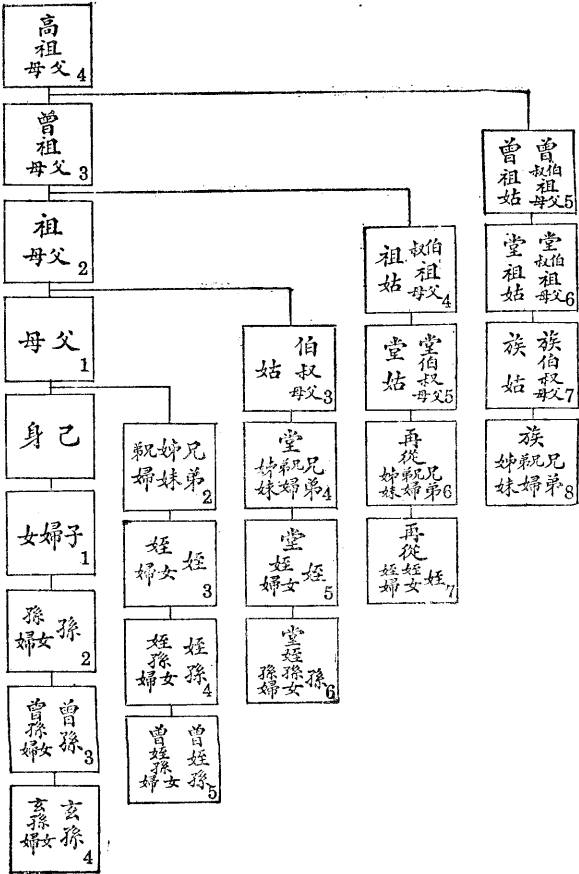 高祖父母 4
曾祖父母 3
祖父母 2
父母 1
己身
子婦女 1
孫 孫女婦 2
曾孫 曾孫女婦 3
玄孫 玄孫女婦 4
兄弟 姊妹 兄弟婦 2
姪 姪女婦 3
姪孫 姪孫女婦 4
曾姪孫 曾姪孫女婦 5
伯叔父母 姑 3
堂 兄弟 兄弟婦 姊妹 4
堂 姪 姪女婦 5
堂姪 孫 孫女 孫婦 6
伯叔祖父母 祖姑 4
堂伯叔父母 堂姑 5
再從 兄弟 兄弟婦 姊妹 6
再從 姪 姪女 姪婦 7
曾伯叔祖父母 曾祖姑 5
堂伯叔祖父母 堂祖姑 6
族伯叔父母 族姑 7
族 兄弟 兄弟婦 姊妹 8